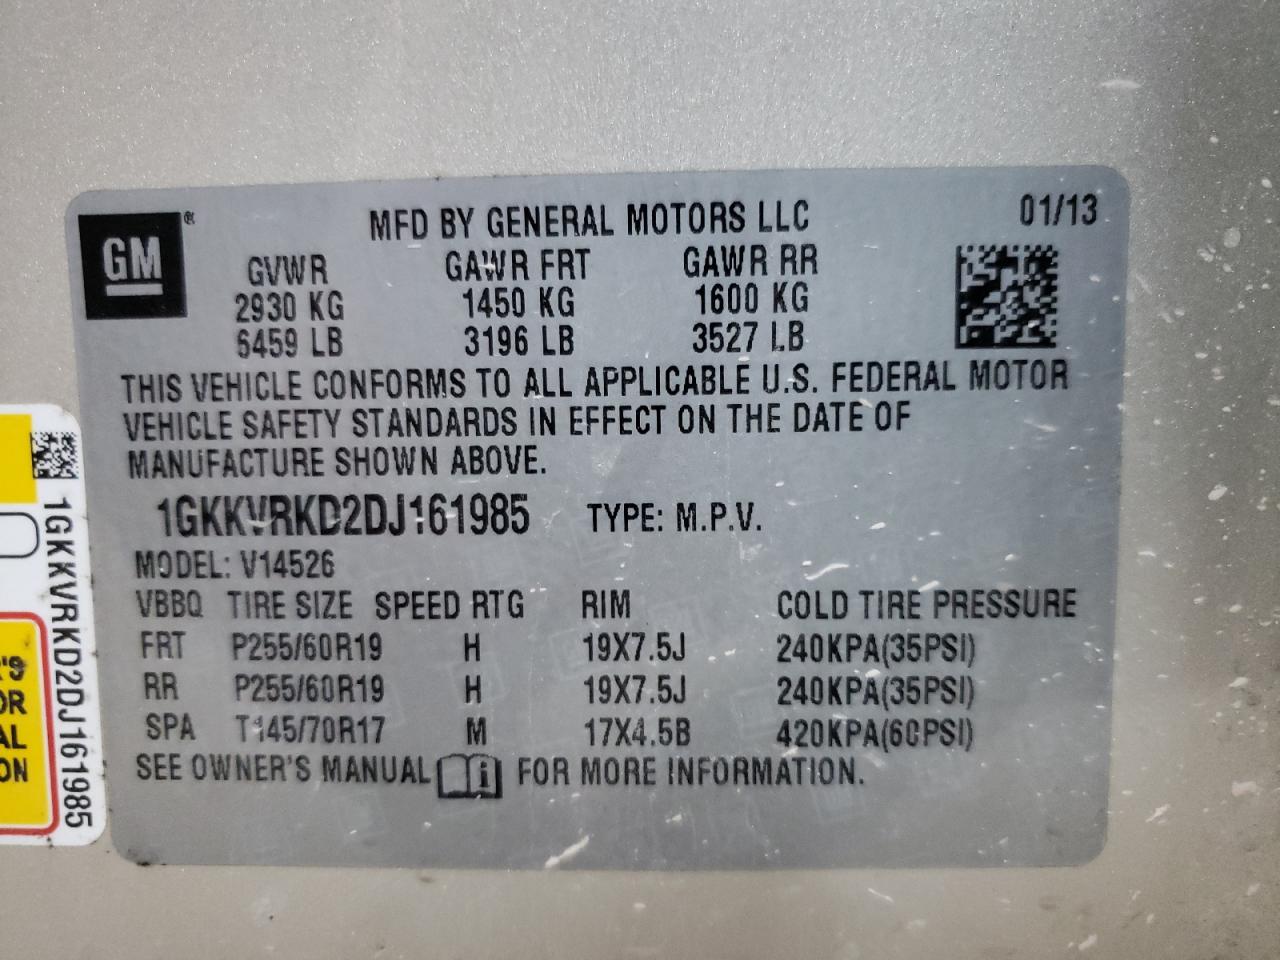 GM ®
MFD BY GENERAL MOTORS LLC 01/13
GVWR GAWR FRT GAWR RR
2930 KG 1450 KG 1600 KG
6459 LB 3196 LB 3527 LB
THIS VEHICLE CONFORMS TO ALL APPLICABLE U.S. FEDERAL MOTOR
VEHICLE SAFETY STANDARDS IN EFFECT ON THE DATE OF
MANUFACTURE SHOWN ABOVE.
1GKKVRKD2DJ161985 TYPE: M.P.V.
MODEL: V14526
VBBQ TIRE SIZE SPEED RTG RIM COLD TIRE PRESSURE
FRT P255/60R19 H 19X7.5J 240KPA(35PSI)
RR P255/60R19 H 19X7.5J 240KPA(35PSI)
SPA T145/70R17 M 17X4.5B 420KPA(60PSI)
SEE OWNER'S MANUAL i FOR MORE INFORMATION.
1GKKVRKD2DJ161985
R'S
OR
AL
ON